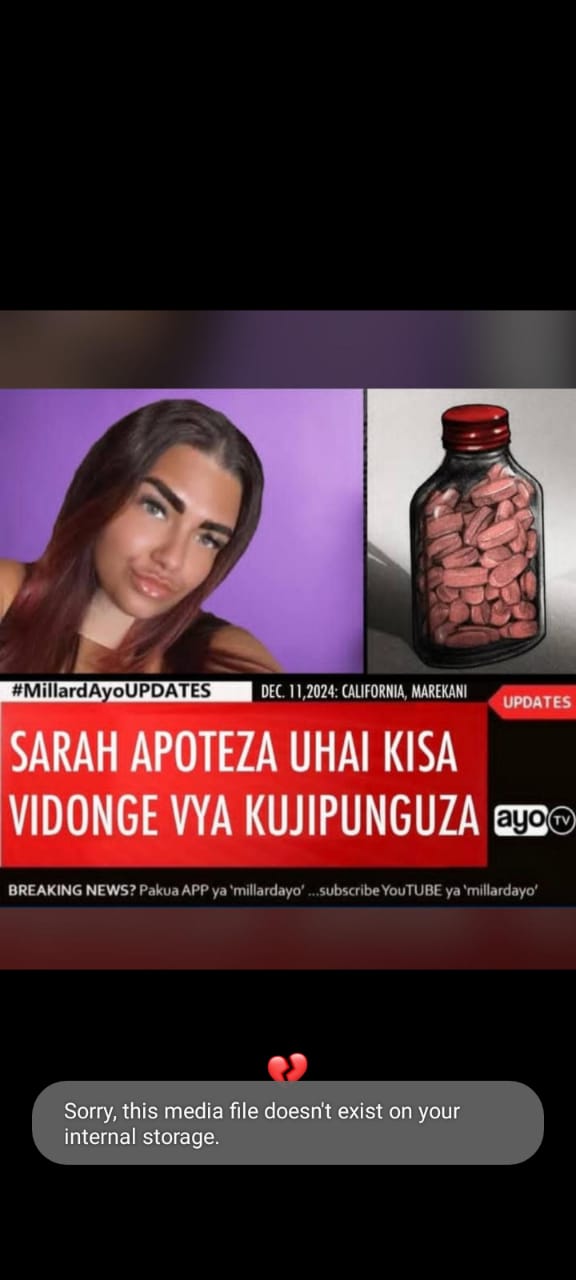 #MillardAyoUPDATES
DEC. 11,2024: CALIFORNIA, MAREKANI
UPDATES
SARAH APOTEZA UHAI KISA
VIDONGE VYA KUJIPUNGUZA
ayo TV
BREAKING NEWS? Pakua APP ya 'millardayo' ...subscribe YouTUBE ya 'millardayo'
💔
Sorry, this media file doesn't exist on your
internal storage.